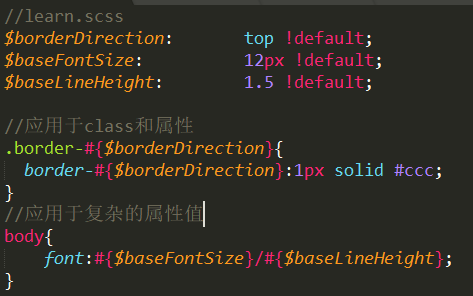 //learn.scss
$borderDirection:       top !default;
$baseFontSize:          12px !default;
$baseLineHeight:        1.5 !default;

//应用于class和属性
.border-#{$borderDirection}{
  border-#{$borderDirection}:1px solid #ccc;
}
//应用于复杂的属性值
body{
    font:#{$baseFontSize}/#{$baseLineHeight};
}